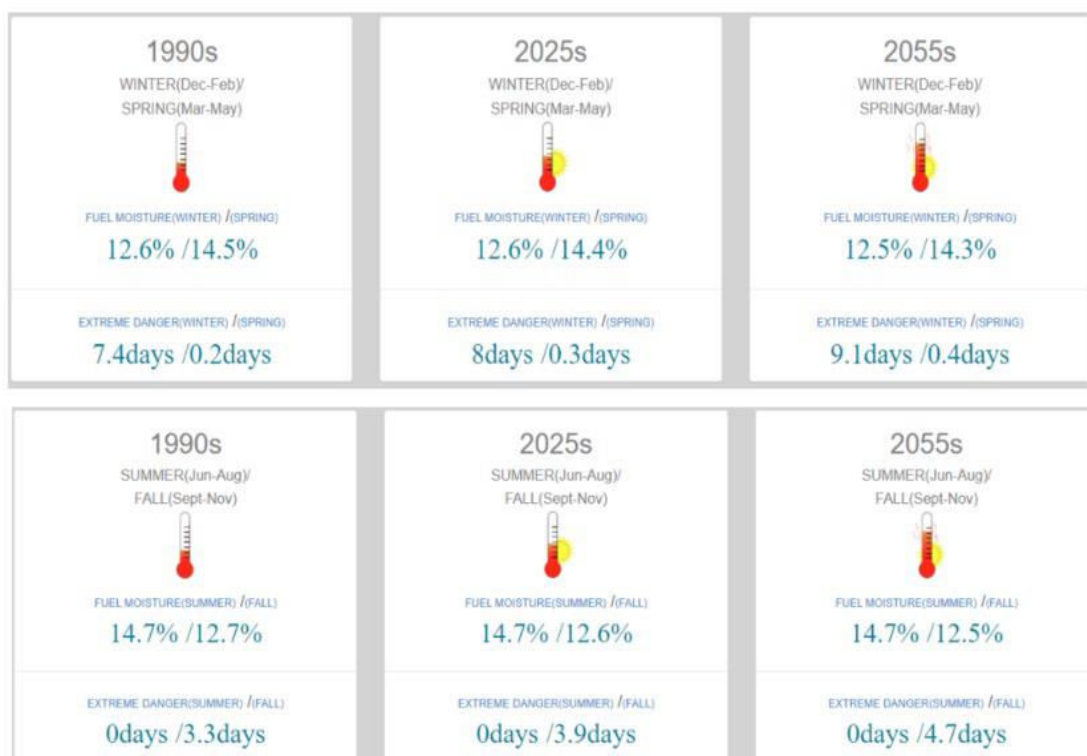 1990s
WINTER(Dec-Feb)/
SPRING(Mar-May)
FUEL MOISTURE(WINTER) /(SPRING)
12.6% /14.5%
EXTREME DANGER(WINTER) /(SPRING)
7.4days /0.2days
2025s
WINTER(Dec-Feb)/
SPRING(Mar-May)
FUEL MOISTURE(WINTER) /(SPRING)
12.6% /14.4%
EXTREME DANGER(WINTER) /(SPRING)
8days /0.3days
2055s
WINTER(Dec-Feb)/
SPRING(Mar-May)
FUEL MOISTURE(WINTER) /(SPRING)
12.5% /14.3%
EXTREME DANGER(WINTER) /(SPRING)
9.1days /0.4days
1990s
SUMMER(Jun-Aug)/
FALL(Sept-Nov)
FUEL MOISTURE(SUMMER) /(FALL)
14.7% /12.7%
EXTREME DANGER(SUMMER) /(FALL)
0days /3.3days
2025s
SUMMER(Jun-Aug)/
FALL(Sept-Nov)
FUEL MOISTURE(SUMMER) /(FALL)
14.7% /12.6%
EXTREME DANGER(SUMMER) /(FALL)
0days /3.9days
2055s
SUMMER(Jun-Aug)/
FALL(Sept-Nov)
FUEL MOISTURE(SUMMER) /(FALL)
14.7% /12.5%
EXTREME DANGER(SUMMER) /(FALL)
0days /4.7days